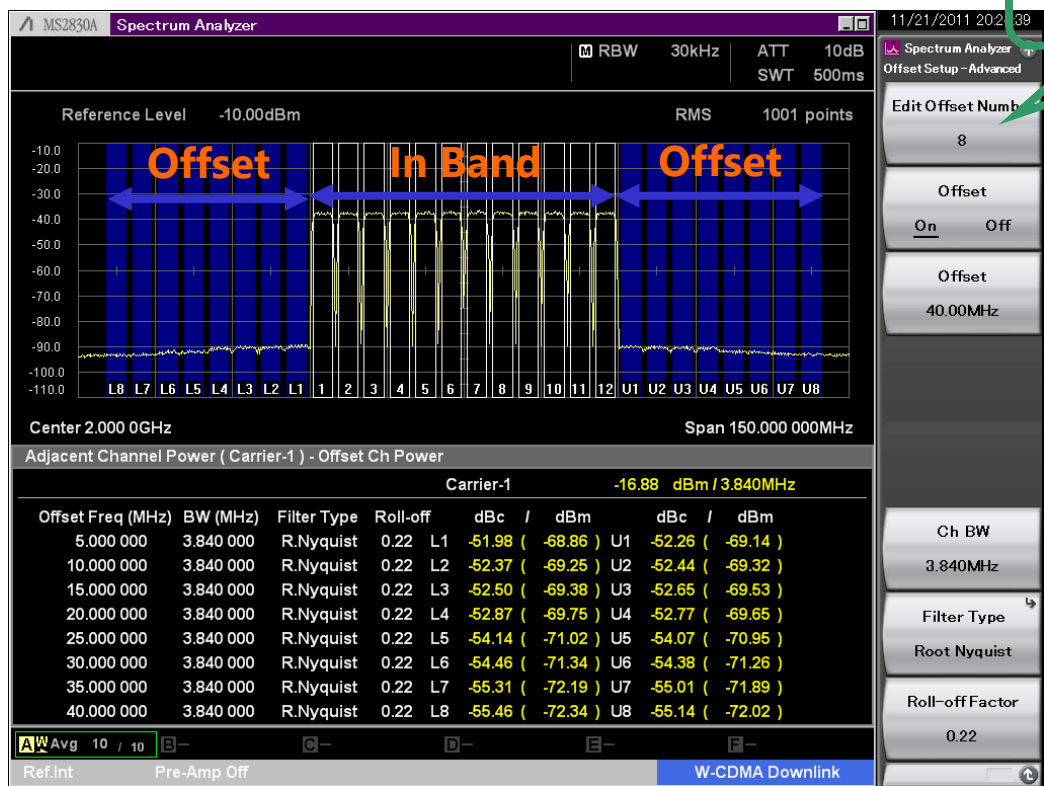 MS2830A Spectrum Analyzer
11/21/2011 20:24:39
RBW 30kHz ATT 10dB
SWT 500ms
Reference Level -10.00dBm RMS 1001 points
Offset In Band Offset
-10.0
-20.0
-30.0
-40.0
-50.0
-60.0
-70.0
-80.0
-90.0
-100.0
-110.0
L8 L7 L6 L5 L4 L3 L2 L1 1 2 3 4 5 6 7 8 9 10 11 12 U1 U2 U3 U4 U5 U6 U7 U8
Center 2.000 0GHz Span 150.000 000MHz
Adjacent Channel Power ( Carrier-1 ) - Offset Ch Power
Carrier-1 -16.88 dBm / 3.840MHz
Offset Freq (MHz) BW (MHz) Filter Type Roll-off dBc / dBm dBc / dBm
5.000 000 3.840 000 R.Nyquist 0.22 L1 -51.98 ( -68.86 ) U1 -52.26 ( -69.14 )
10.000 000 3.840 000 R.Nyquist 0.22 L2 -52.37 ( -69.25 ) U2 -52.44 ( -69.32 )
15.000 000 3.840 000 R.Nyquist 0.22 L3 -52.50 ( -69.38 ) U3 -52.65 ( -69.53 )
20.000 000 3.840 000 R.Nyquist 0.22 L4 -52.87 ( -69.75 ) U4 -52.77 ( -69.65 )
25.000 000 3.840 000 R.Nyquist 0.22 L5 -54.14 ( -71.02 ) U5 -54.07 ( -70.95 )
30.000 000 3.840 000 R.Nyquist 0.22 L6 -54.46 ( -71.34 ) U6 -54.38 ( -71.26 )
35.000 000 3.840 000 R.Nyquist 0.22 L7 -55.31 ( -72.19 ) U7 -55.01 ( -71.89 )
40.000 000 3.840 000 R.Nyquist 0.22 L8 -55.46 ( -72.34 ) U8 -55.14 ( -72.02 )
A W Avg 10 / 10 B- C- D- E- F-
Ref.Int Pre-Amp Off W-CDMA Downlink
Spectrum Analyzer
Offset Setup-Advanced
Edit Offset Numb
8
Offset
On Off
Offset
40.00MHz
Ch BW
3.840MHz
Filter Type
Root Nyquist
Roll-off Factor
0.22